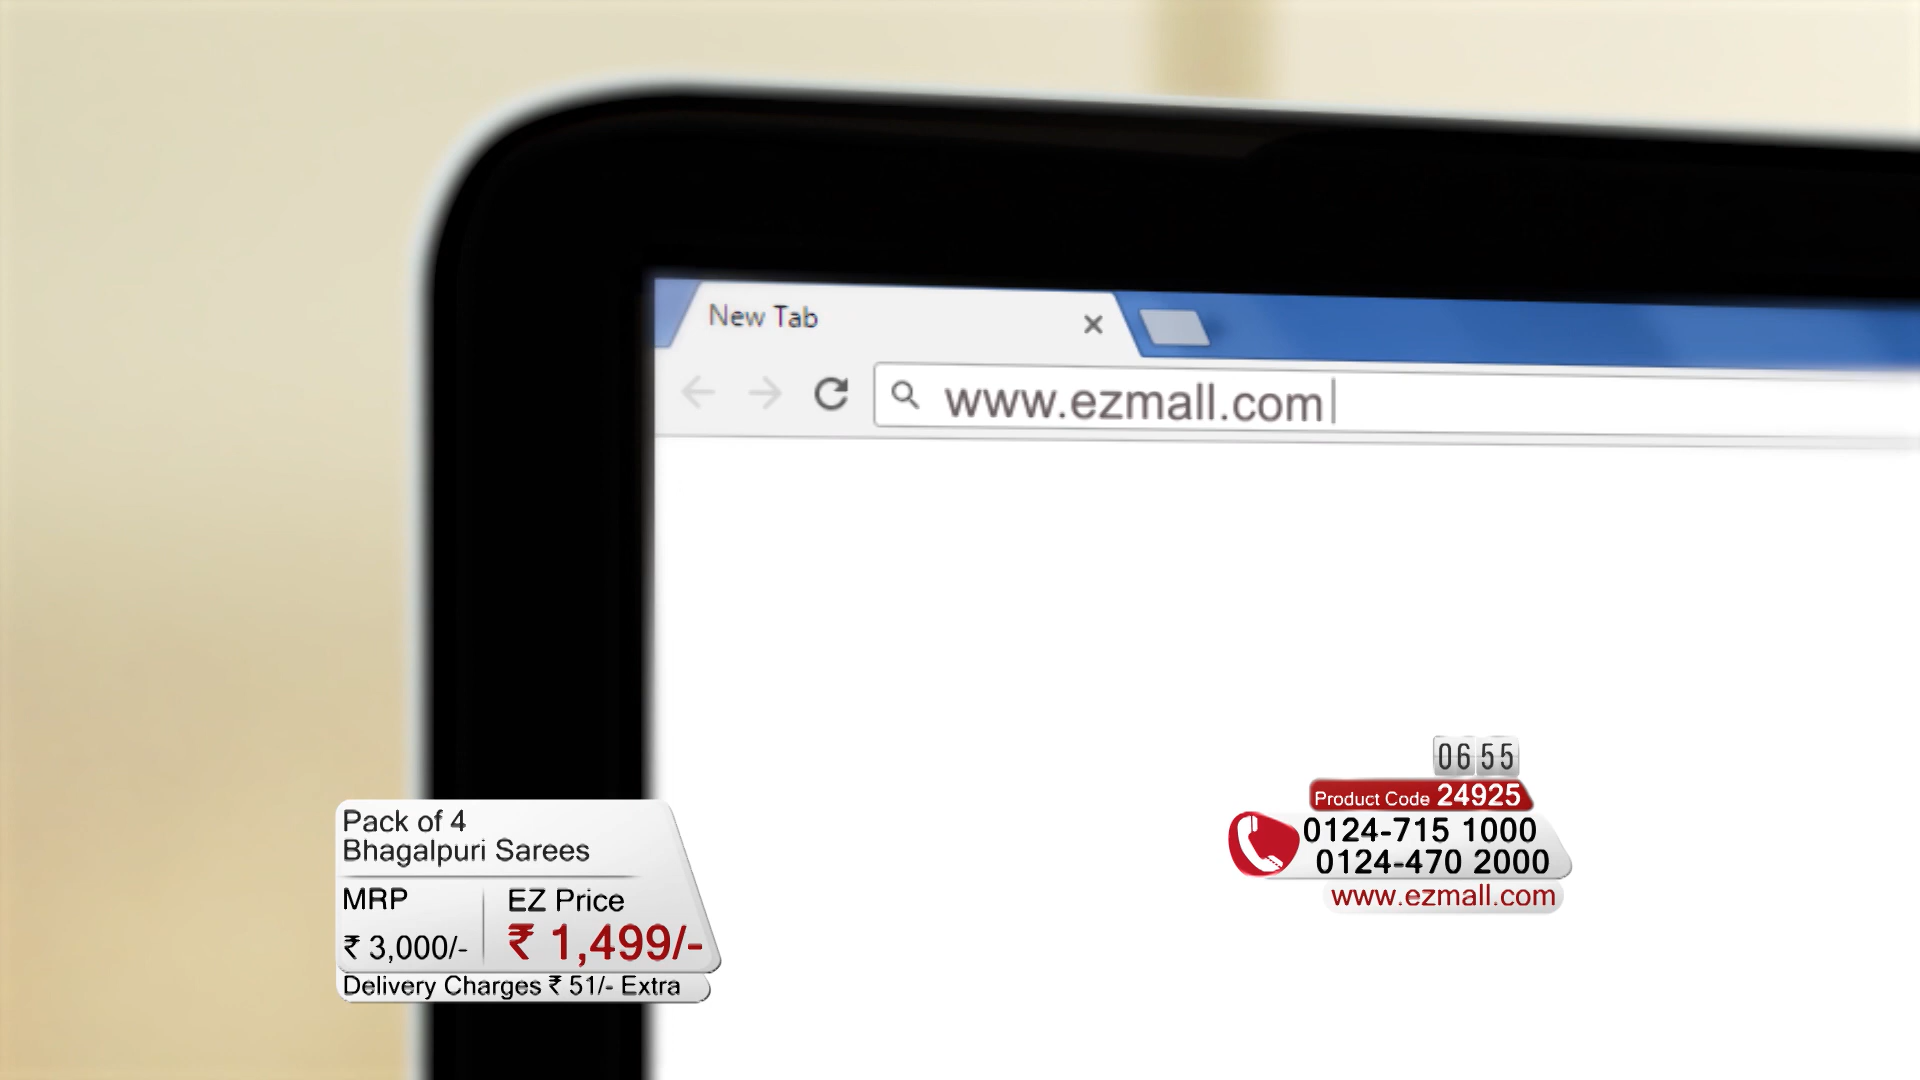 New Tab
www.ezmall.com
06 55
Product Code 24925
0124-715 1000
0124-470 2000
www.ezmall.com
Pack of 4
Bhagalpuri Sarees
MRP
₹ 3,000/-
EZ Price
₹ 1,499/-
Delivery Charges ₹ 51/- Extra